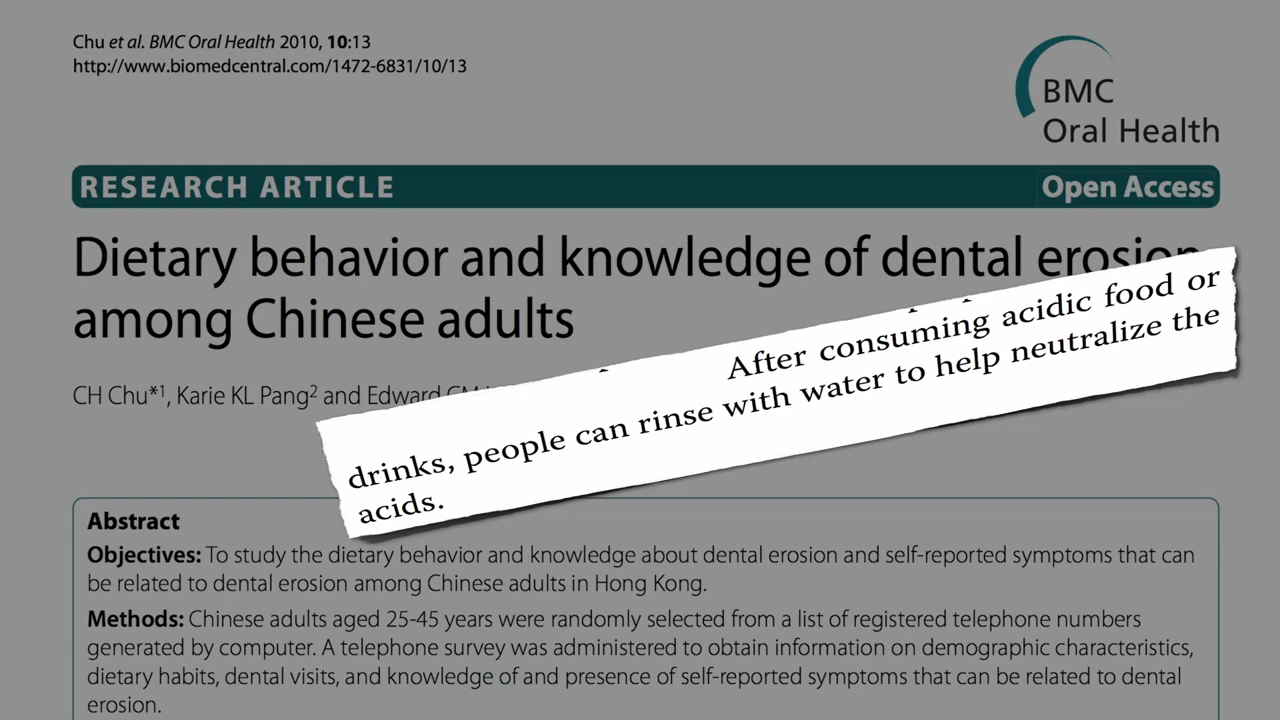 Chu et al. BMC Oral Health 2010, 10:13
http://www.biomedcentral.com/1472-6831/10/13
BMC
Oral Health
RESEARCH ARTICLE
Open Access
Dietary behavior and knowledge of dental erosion
among Chinese adults
CH Chu*1, Karie KL Pang2 and Edward
After consuming acidic food or
drinks, people can rinse with water to help neutralize the
acids.
Abstract
Objectives: To study the dietary behavior and knowledge about dental erosion and self-reported symptoms that can
be related to dental erosion among Chinese adults in Hong Kong.
Methods: Chinese adults aged 25-45 years were randomly selected from a list of registered telephone numbers
generated by computer. A telephone survey was administered to obtain information on demographic characteristics,
dietary habits, dental visits, and knowledge of and presence of self-reported symptoms that can be related to dental
erosion.